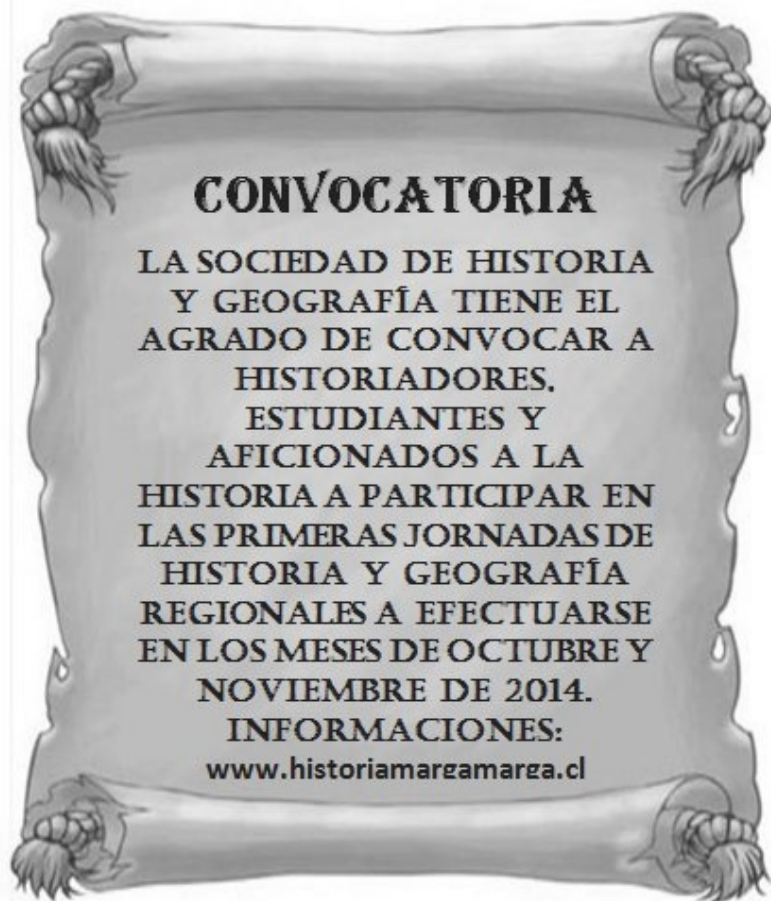 CONVOCATORIA
LA SOCIEDAD DE HISTORIA
Y GEOGRAFÍA TIENE EL
AGRADO DE CONVOCAR A
HISTORIADORES,
ESTUDIANTES Y
AFICIONADOS A LA
HISTORIA A PARTICIPAR EN
LAS PRIMERAS JORNADAS DE
HISTORIA Y GEOGRAFÍA
REGIONALES A EFECTUARSE
EN LOS MESES DE OCTUBRE Y
NOVIEMBRE DE 2014.
INFORMACIONES:
www.historiamargamarga.cl